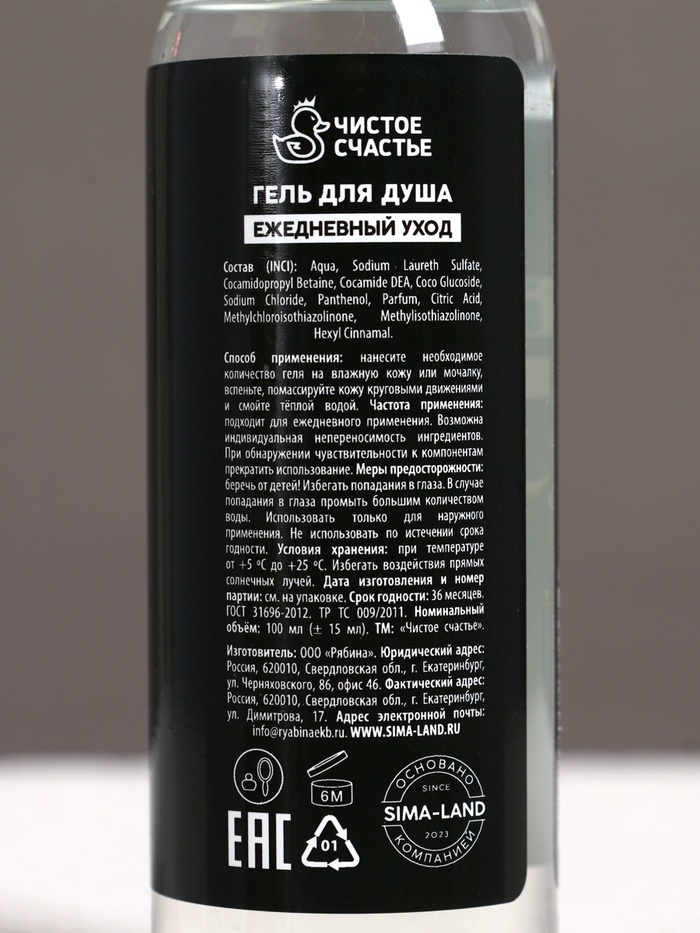 ЧИСТОЕ
СЧАСТЬЕ
ГЕЛЬ ДЛЯ ДУША
ЕЖЕДНЕВНЫЙ УХОД
Состав (INCI): Aqua, Sodium Laureth Sulfate,
Cocamidopropyl Betaine, Cocamide DEA, Coco Glucoside,
Sodium Chloride, Panthenol, Parfum, Citric Acid,
Methylchloroisothiazolinone, Methylisothiazolinone,
Hexyl Cinnamal.
Способ применения: нанесите необходимое
количество геля на влажную кожу или мочалку,
вспеньте, помассируйте кожу круговыми движениями
и смойте тёплой водой. Частота применения:
подходит для ежедневного применения. Возможна
индивидуальная непереносимость ингредиентов.
При обнаружении чувствительности к компонентам
прекратить использование. Меры предосторожности:
беречь от детей! Избегать попадания в глаза. В случае
попадания в глаза промыть большим количеством
воды. Использовать только для наружного
применения. Не использовать по истечении срока
годности. Условия хранения: при температуре
от +5 °С до +25 °С. Избегать воздействия прямых
солнечных лучей. Дата изготовления и номер
партии: см. на упаковке. Срок годности: 36 месяцев.
ГОСТ 31696-2012. ТР ТС 009/2011. Номинальный
объём: 100 мл (± 15 мл). ТМ: «Чистое счастье».
Изготовитель: ООО «Рябина». Юридический адрес:
Россия, 620010, Свердловская обл., г. Екатеринбург,
ул. Черняховского, 86, офис 46. Фактический адрес:
Россия, 620010, Свердловская обл., г. Екатеринбург,
ул. Димитрова, 17. Адрес электронной почты:
info@ryabinaekb.ru. WWW.SIMA-LAND.RU
6М
ЕАС
01
ОСНОВАНО
SINCE
SIMA-LAND
2023
КОМПАНИЕЙ